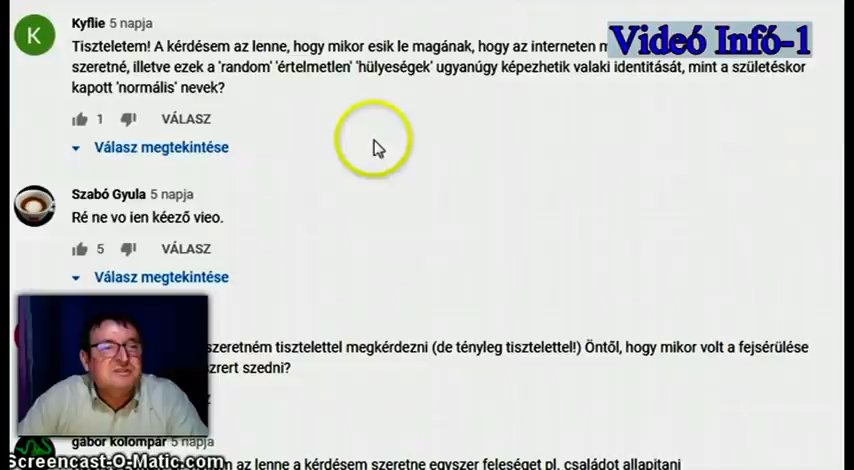 Kyflie 5 napja
Videó Infó-1
Tiszteletem! A kérdésem az lenne, hogy mikor esik le magának, hogy az interneten
szeretné, illetve ezek a 'random' 'értelmetlen' 'hülyeségek' ugyanúgy képezhetik valaki identitását, mint a születéskor
kapott 'normális' nevek?
1 VÁLASZ
Válasz megtekintése
Szabó Gyula 5 napja
Ré ne vo ien kéező vieo.
5 VÁLASZ
Válasz megtekintése
szeretném tisztelettel megkérdezni (de tényleg tisztelettel!) Öntől, hogy mikor volt a fejsérülése
szedni?
gábor kolompár 5 napja
az lenne a kérdésem szeretne egyszer feleséget pl. családot allapitani
Screencast-O-Matic.com